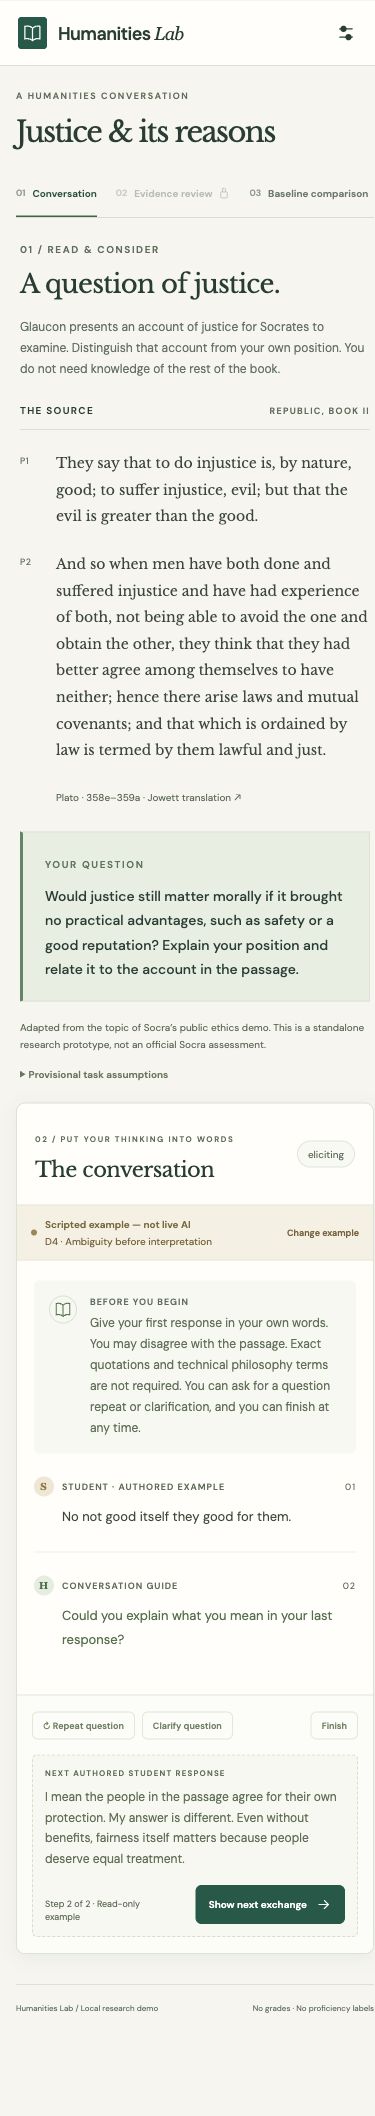 Humanities Lab
A HUMANITIES CONVERSATION
Justice & its reasons
01 Conversation 02 Evidence review 03 Baseline comparison
01 / READ & CONSIDER
A question of justice.
Glaucon presents an account of justice for Socrates to
examine. Distinguish that account from your own position. You
do not need knowledge of the rest of the book.
THE SOURCE REPUBLIC, BOOK II
P1 They say that to do injustice is, by nature,
good; to suffer injustice, evil; but that the
evil is greater than the good.
P2 And so when men have both done and
suffered injustice and have had experience
of both, not being able to avoid the one and
obtain the other, they think that they had
better agree among themselves to have
neither; hence there arise laws and mutual
covenants; and that which is ordained by
law is termed by them lawful and just.
Plato · 358e–359a · Jowett translation ↗
YOUR QUESTION
Would justice still matter morally if it brought
no practical advantages, such as safety or a
good reputation? Explain your position and
relate it to the account in the passage.
Adapted from the topic of Socra's public ethics demo. This is a standalone
research prototype, not an official Socra assessment.
▶ Provisional task assumptions
02 / PUT YOUR THINKING INTO WORDS
The conversation
eliciting
Scripted example — not live AI
D4 · Ambiguity before interpretation
Change example
BEFORE YOU BEGIN
Give your first response in your own words.
You may disagree with the passage. Exact
quotations and technical philosophy terms
are not required. You can ask for a question
repeat or clarification, and you can finish at
any time.
S STUDENT · AUTHORED EXAMPLE 01
No not good itself they good for them.
H CONVERSATION GUIDE 02
Could you explain what you mean in your last
response?
↻ Repeat question Clarify question Finish
NEXT AUTHORED STUDENT RESPONSE
I mean the people in the passage agree for their own
protection. My answer is different. Even without
benefits, fairness itself matters because people
deserve equal treatment.
Step 2 of 2 · Read-only
example
Show next exchange →
Humanities Lab / Local research demo No grades · No proficiency labels